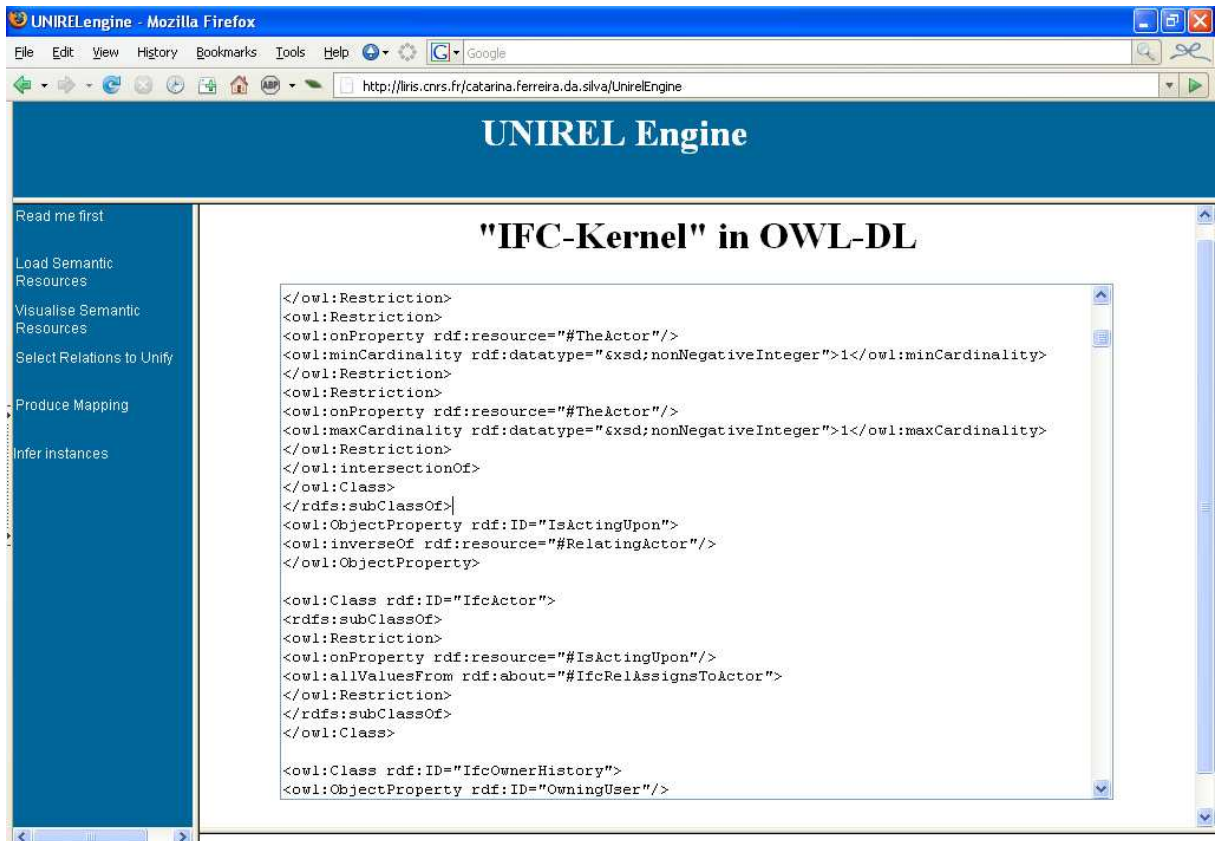 UNIRELengine - Mozilla Firefox
File Edit View History Bookmarks Tools Help G Google
ABP http://liris.cnrs.fr/catarina.ferreira.da.silva/UnirelEngine
UNIREL Engine
Read me first
Load Semantic
Resources
Visualise Semantic
Resources
Select Relations to Unify
Produce Mapping
Infer instances
"IFC-Kernel" in OWL-DL
</owl:Restriction>
<owl:Restriction>
<owl:onProperty rdf:resource="#TheActor"/>
<owl:minCardinality rdf:datatype="&xsd;nonNegativeInteger">1</owl:minCardinality>
</owl:Restriction>
<owl:Restriction>
<owl:onProperty rdf:resource="#TheActor"/>
<owl:maxCardinality rdf:datatype="&xsd;nonNegativeInteger">1</owl:maxCardinality>
</owl:Restriction>
</owl:intersectionOf>
</owl:Class>
</rdfs:subClassOf>
<owl:ObjectProperty rdf:ID="IsActingUpon">
<owl:inverseOf rdf:resource="#RelatingActor"/>
</owl:ObjectProperty>
<owl:Class rdf:ID="IfcActor">
<rdfs:subClassOf>
<owl:Restriction>
<owl:onProperty rdf:resource="#IsActingUpon"/>
<owl:allValuesFrom rdf:about="#IfcRelAssignsToActor">
</owl:Restriction>
</rdfs:subClassOf>
</owl:Class>
<owl:Class rdf:ID="IfcOwnerHistory">
<owl:ObjectProperty rdf:ID="OwningUser"/>